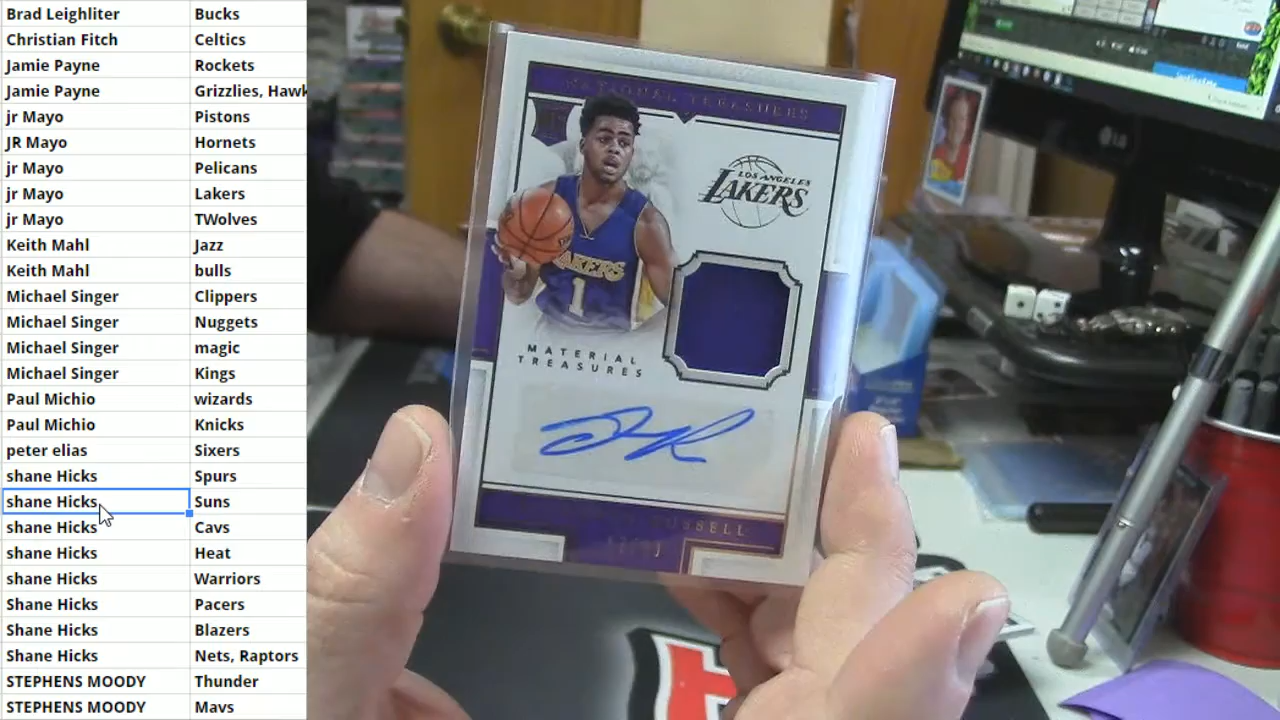 Brad Leighliter Bucks
Christian Fitch Celtics
Jamie Payne Rockets
Jamie Payne Grizzlies, Hawk
jr Mayo Pistons
JR Mayo Hornets
jr Mayo Pelicans
jr Mayo Lakers
jr Mayo TWolves
Keith Mahl Jazz
Keith Mahl bulls
Michael Singer Clippers
Michael Singer Nuggets
Michael Singer magic
Michael Singer Kings
Paul Michio wizards
Paul Michio Knicks
peter elias Sixers
shane Hicks Spurs
shane Hicks Suns
shane Hicks Cavs
shane Hicks Heat
shane Hicks Warriors
Shane Hicks Pacers
Shane Hicks Blazers
Shane Hicks Nets, Raptors
STEPHENS MOODY Thunder
STEPHENS MOODY Mavs
NATIONAL TREASURES
LOS ANGELES
LAKERS
LAKERS
1
MATERIAL
TREASURES
RUSSELL
LG